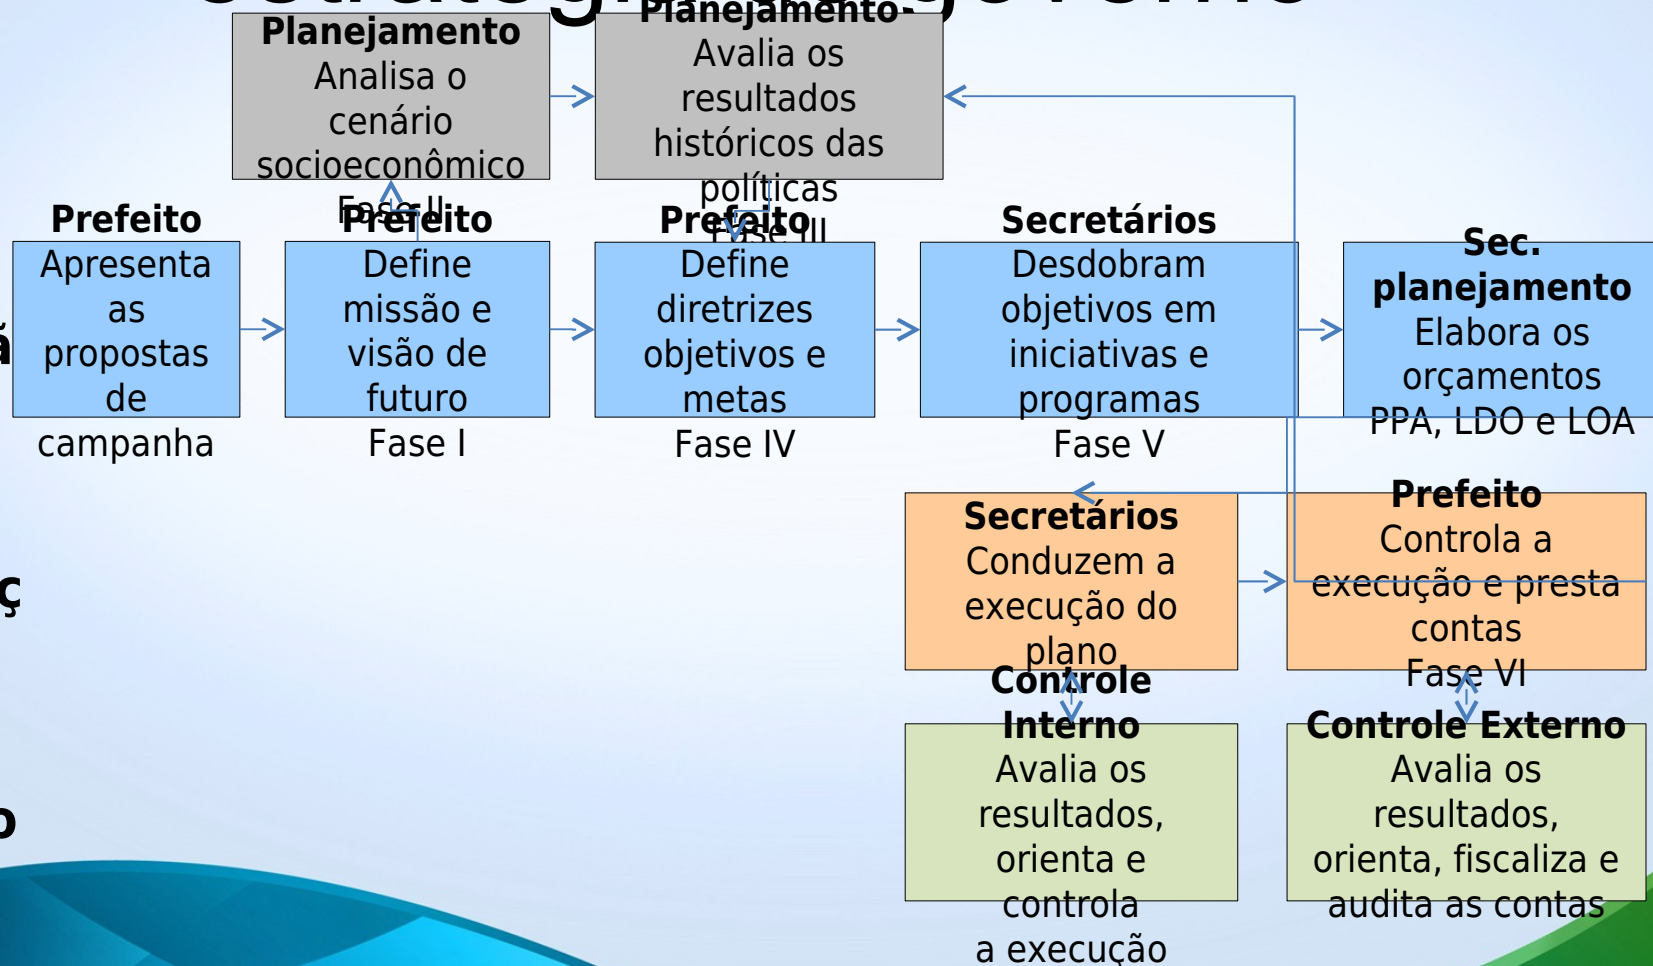 Planejamento
Analisa o
cenário
socioeconômico
Fase II
Planejamento
Avalia os
resultados
históricos das
políticas
Fase III
Prefeito
Apresenta
as
propostas
de
campanha
Prefeito
Define
missão e
visão de
futuro
Fase I
Prefeito
Define
diretrizes
objetivos e
metas
Fase IV
Secretários
Desdobram
objetivos em
iniciativas e
programas
Fase V
Sec.
planejamento
Elabora os
orçamentos
PPA, LDO e LOA
Secretários
Conduzem a
execução do
plano
Prefeito
Controla a
execução e presta
contas
Fase VI
Controle
Interno
Avalia os
resultados,
orienta e
controla
a execução
Controle Externo
Avalia os
resultados,
orienta, fiscaliza e
audita as contas